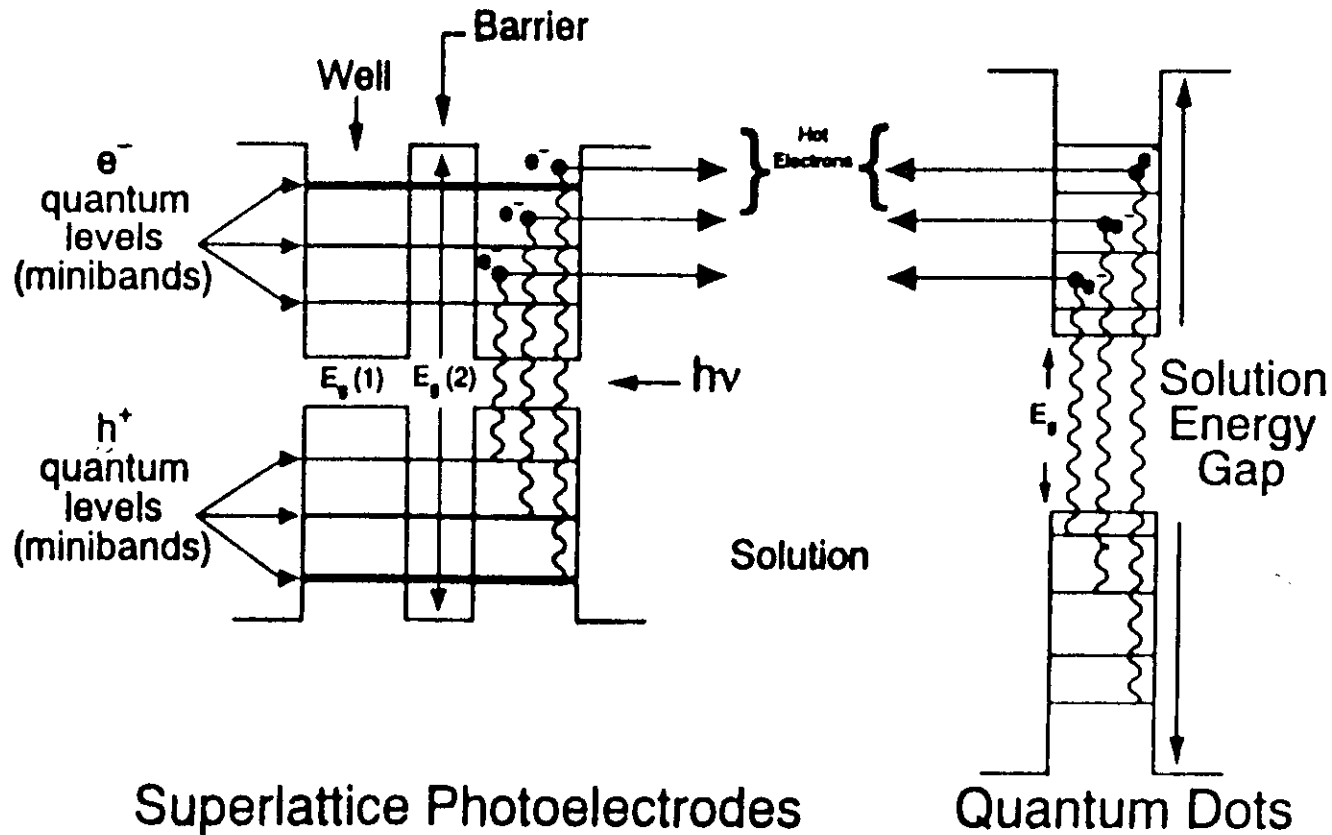 Barrier
Well
e⁻
quantum
levels
(minibands)
e⁻
e⁻
e⁻
Hot
Electrons
e⁻
e⁻
e⁻
E_g (1)
E_g (2)
hν
E_g
Solution
Energy
Gap
h⁺
quantum
levels
(minibands)
Solution
Superlattice Photoelectrodes
Quantum Dots